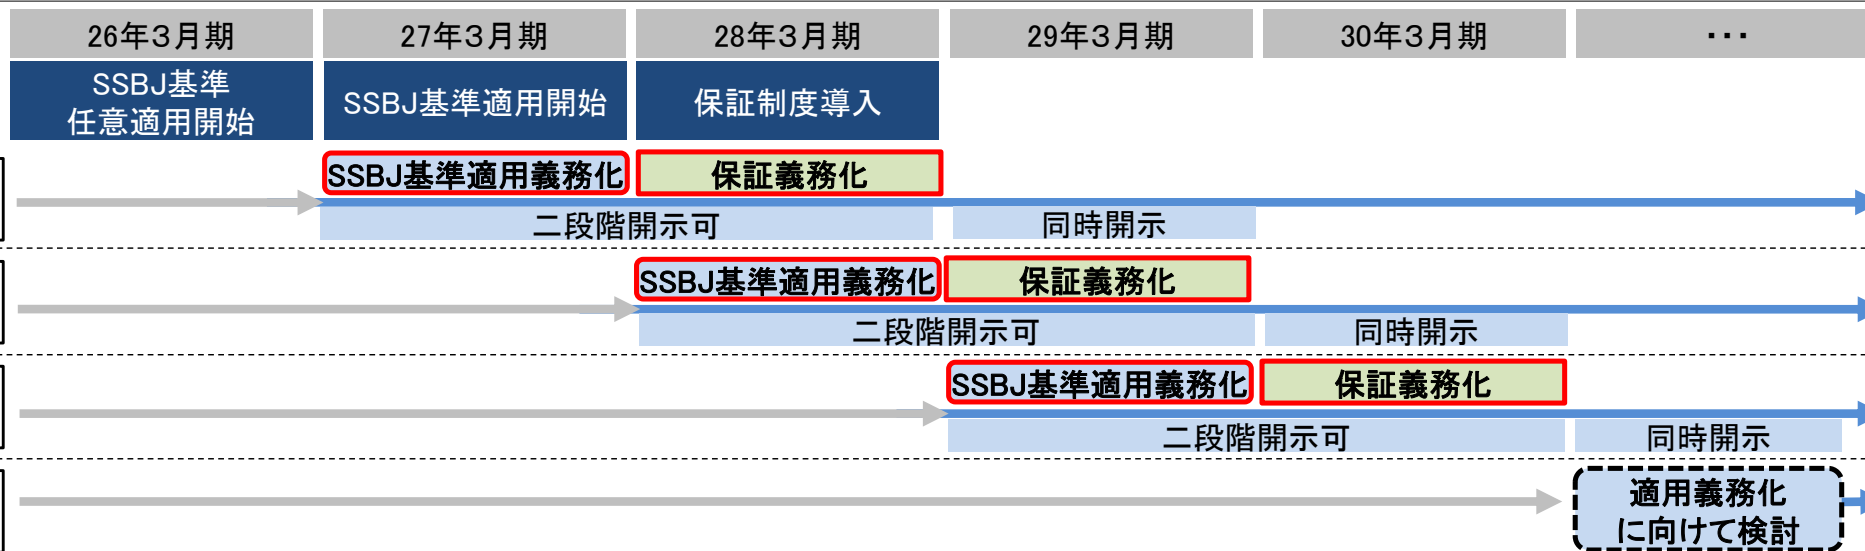 26年3月期
27年3月期
28年3月期
29年3月期
30年3月期
・・・
SSBJ基準
任意適用開始
SSBJ基準適用開始
保証制度導入
SSBJ基準適用義務化
保証義務化
二段階開示可
同時開示
SSBJ基準適用義務化
保証義務化
二段階開示可
同時開示
SSBJ基準適用義務化
保証義務化
二段階開示可
同時開示
適用義務化
に向けて検討